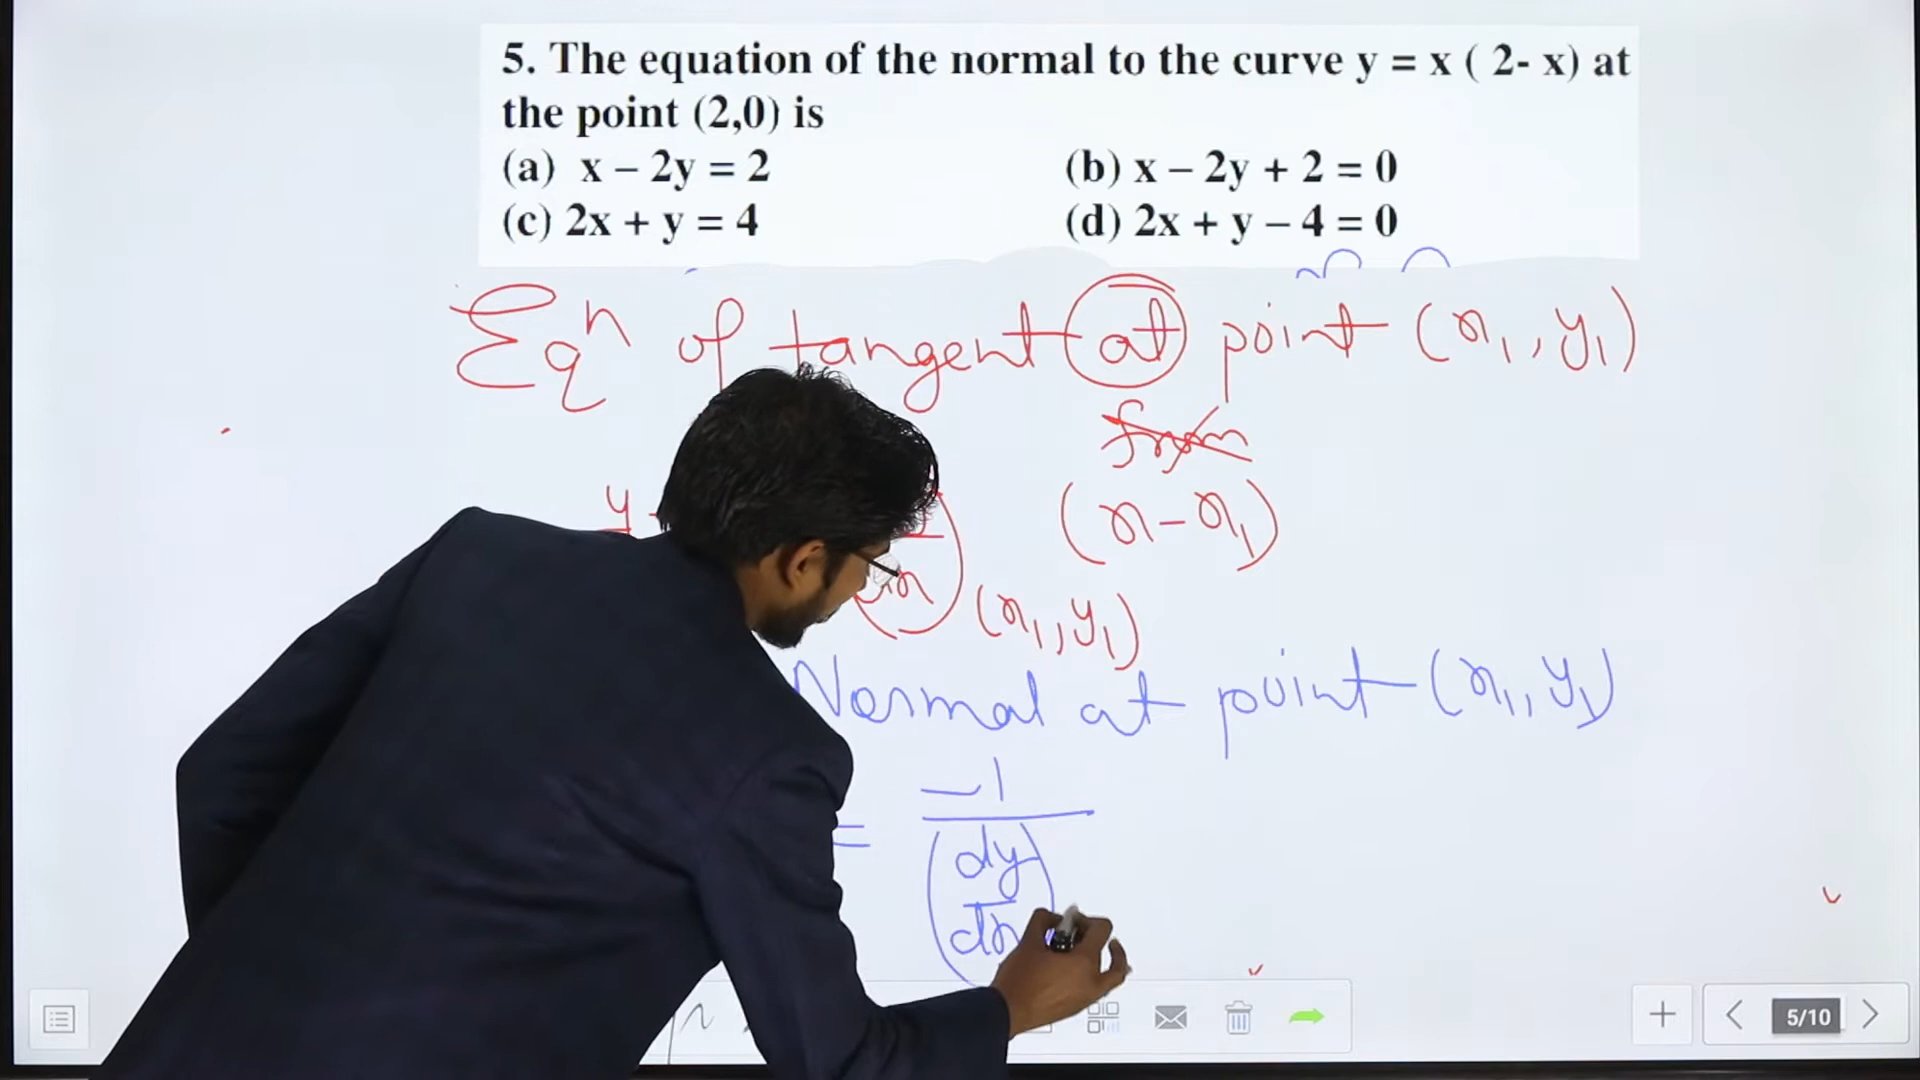 5. The equation of the normal to the curve y = x ( 2- x) at
the point (2,0) is
(a) x – 2y = 2 (b) x – 2y + 2 = 0
(c) 2x + y = 4 (d) 2x + y – 4 = 0
Eqⁿ of tangent at point (x₁, y₁)
from
y (x - x₁)
(x₁, y₁)
Normal at point (x₁, y₁)
-1
=
dy
dx
5/10